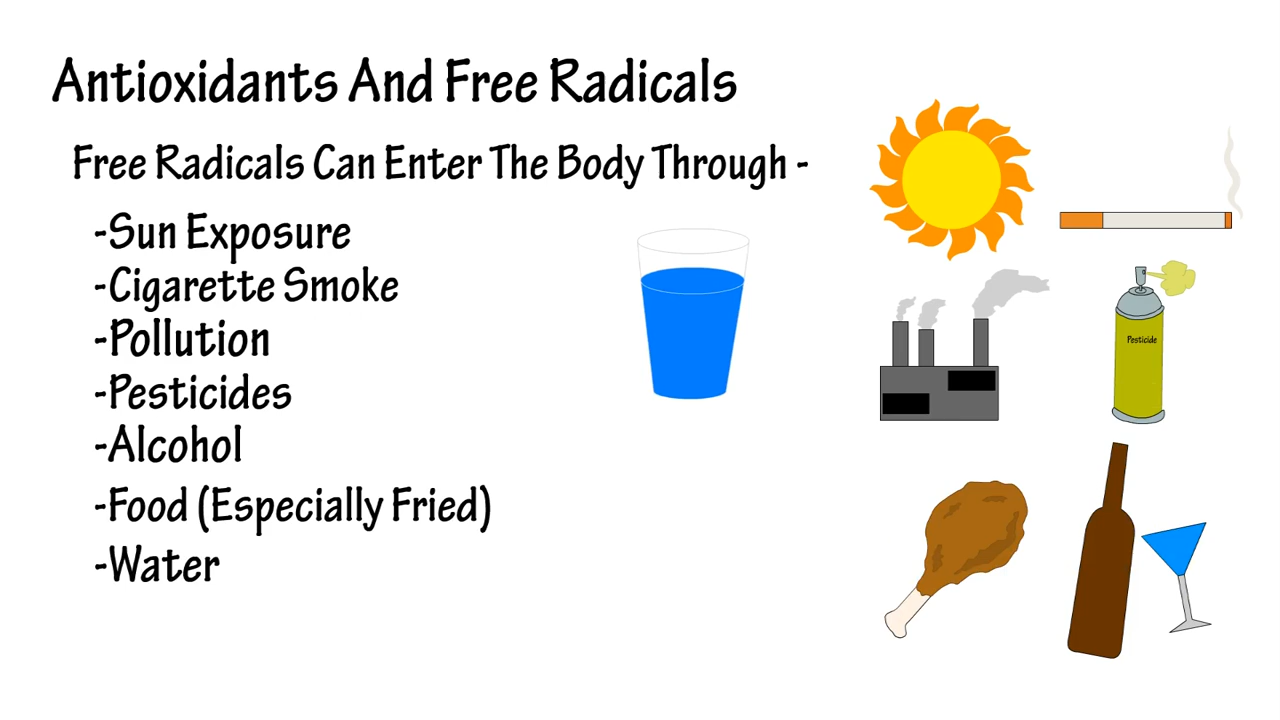 Antioxidants And Free Radicals
Free Radicals Can Enter The Body Through -
-Sun Exposure
-Cigarette Smoke
-Pollution
-Pesticides
-Alcohol
-Food (Especially Fried)
-Water
Pesticide